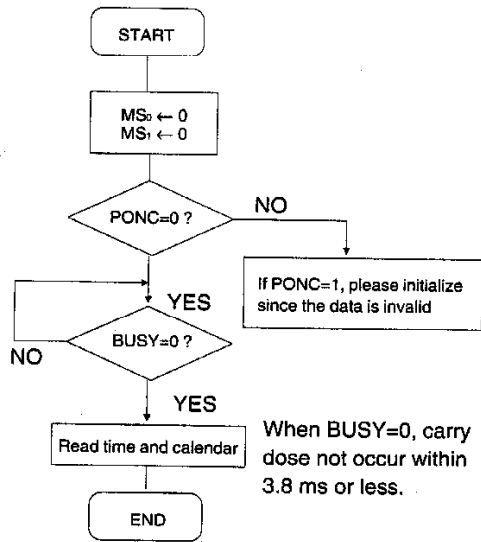 START
MS₀ ← 0
MS₁ ← 0
PONC=0 ?
NO
If PONC=1, please initialize
since the data is invalid
YES
BUSY=0 ?
NO
YES
Read time and calendar
When BUSY=0, carry
dose not occur within
3.8 ms or less.
END